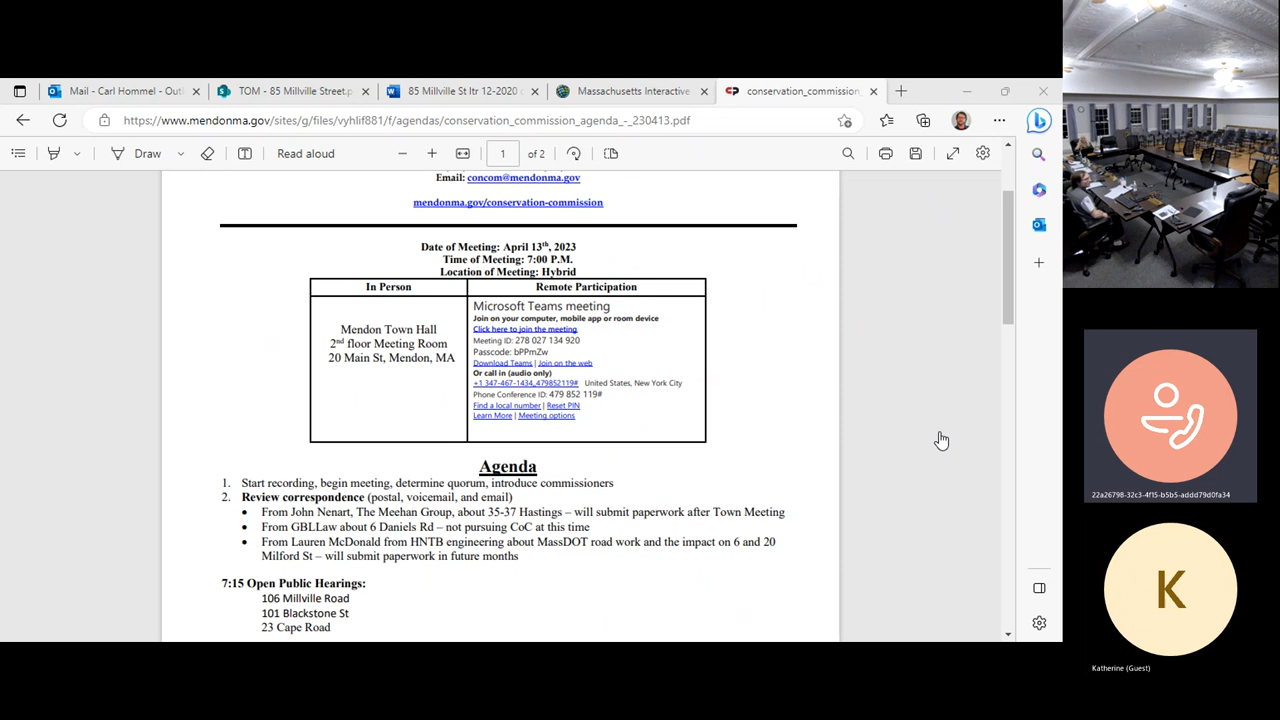 Mail - Carl Hommel - Outl
TOM - 85 Millville Street.p
85 Millville St ltr 12-2020
Massachusetts Interactive
conservation_commission_
https://www.mendonma.gov/sites/g/files/vyhlif881/f/agendas/conservation_commission_agenda_-_230413.pdf
Draw
Read aloud
1
of 2
Email: concom@mendonma.gov
mendonma.gov/conservation-commission
Date of Meeting: April 13th, 2023
Time of Meeting: 7:00 P.M.
Location of Meeting: Hybrid
In Person
Remote Participation
Mendon Town Hall
2nd floor Meeting Room
20 Main St, Mendon, MA
Microsoft Teams meeting
Join on your computer, mobile app or room device
Click here to join the meeting
Meeting ID: 278 027 134 920
Passcode: bPPmZw
Download Teams | Join on the web
Or call in (audio only)
+1 347-467-1434,,479852119# United States, New York City
Phone Conference ID: 479 852 119#
Find a local number | Reset PIN
Learn More | Meeting options
Agenda
1. Start recording, begin meeting, determine quorum, introduce commissioners
2. Review correspondence (postal, voicemail, and email)
• From John Nenart, The Meehan Group, about 35-37 Hastings – will submit paperwork after Town Meeting
• From GBLLaw about 6 Daniels Rd – not pursuing CoC at this time
• From Lauren McDonald from HNTB engineering about MassDOT road work and the impact on 6 and 20
Milford St – will submit paperwork in future months
7:15 Open Public Hearings:
106 Millville Road
101 Blackstone St
23 Cape Road
22a26798-32c3-4f15-b5b5-addd79d0fa34
K
Katherine (Guest)